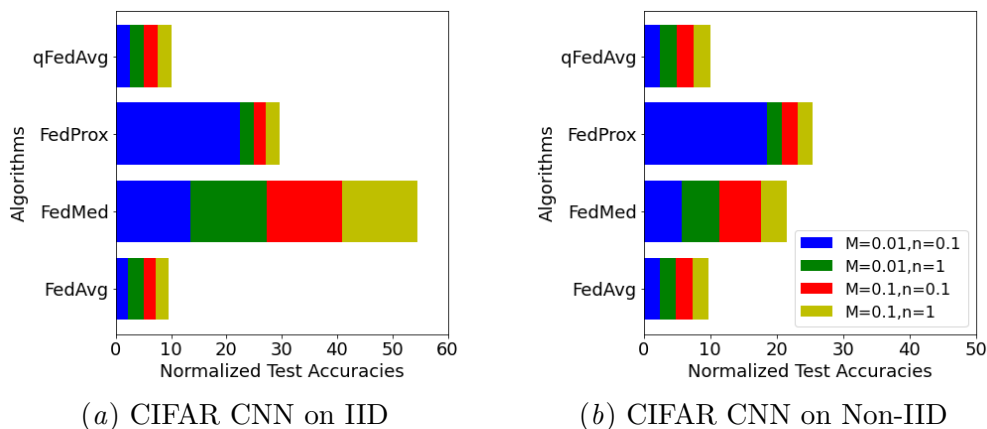 qFedAvg
FedProx
FedMed
FedAvg
Algorithms
0 10 20 30 40 50 60
Normalized Test Accuracies
(a) CIFAR CNN on IID
qFedAvg
FedProx
FedMed
FedAvg
Algorithms
M=0.01,n=0.1
M=0.01,n=1
M=0.1,n=0.1
M=0.1,n=1
0 10 20 30 40 50
Normalized Test Accuracies
(b) CIFAR CNN on Non-IID